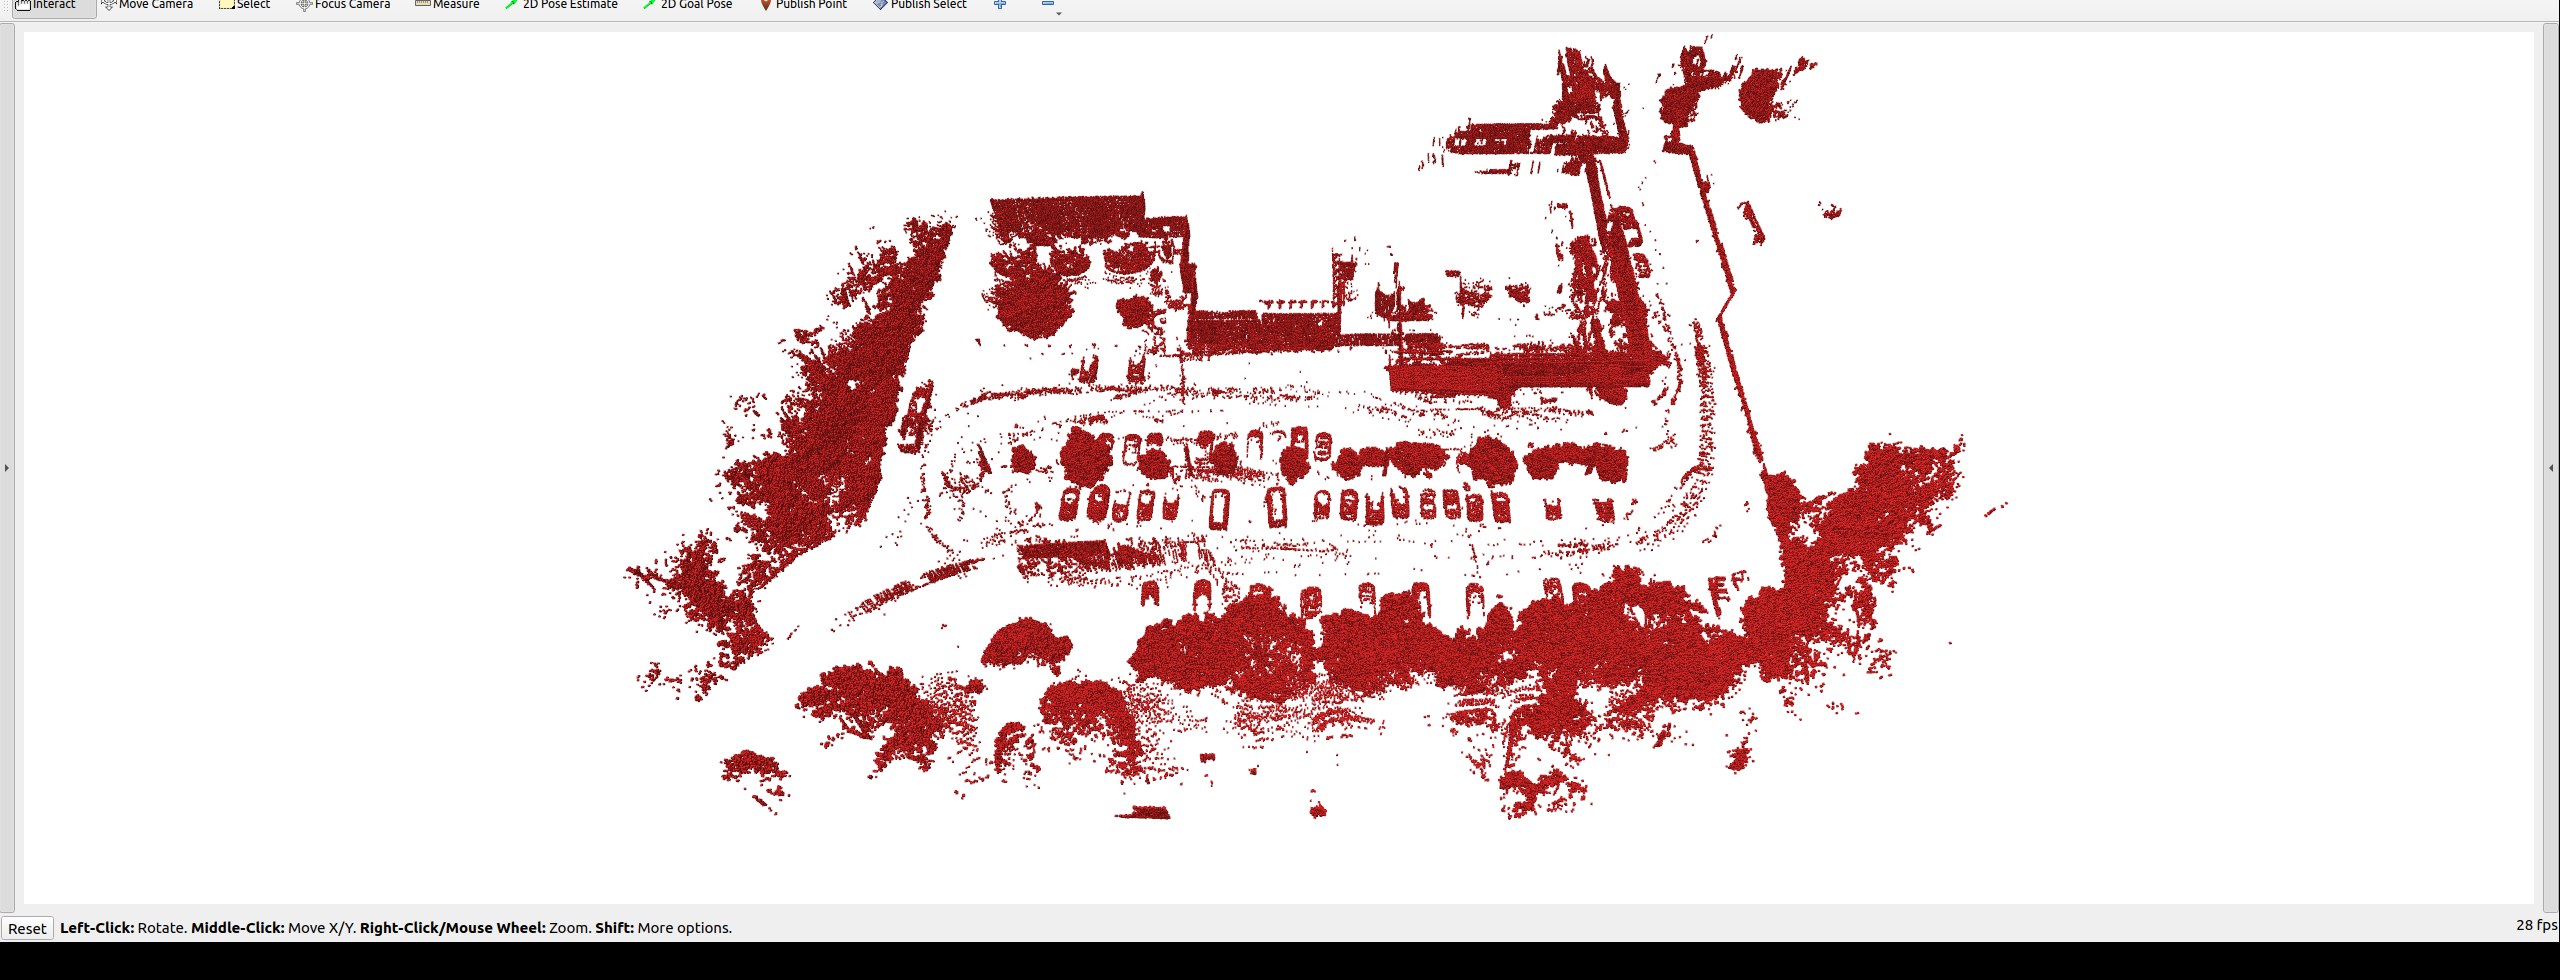 Interact Move Camera Select Focus Camera Measure 2D Pose Estimate 2D Goal Pose Publish Point Publish Select
Reset Left-Click: Rotate. Middle-Click: Move X/Y. Right-Click/Mouse Wheel: Zoom. Shift: More options. 28 fps